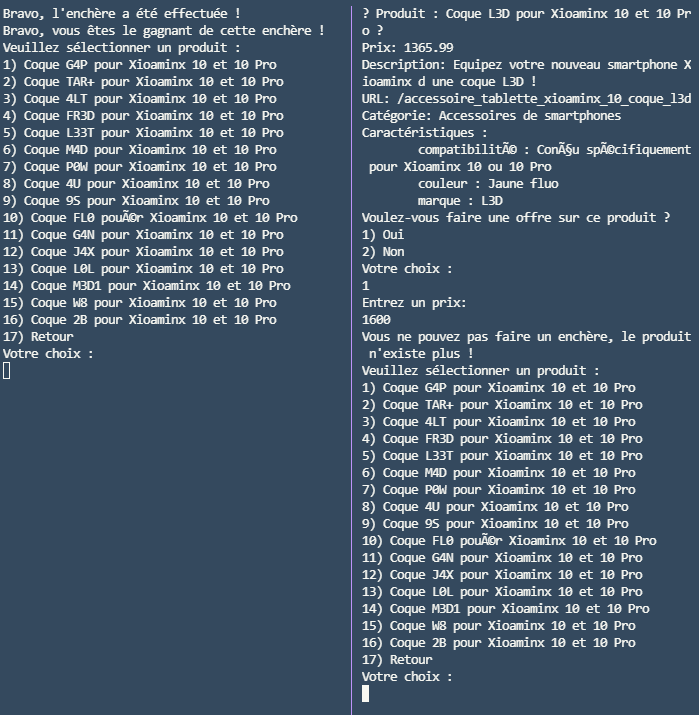 Bravo, l'enchère a été effectuée !
Bravo, vous êtes le gagnant de cette enchère !
Veuillez sélectionner un produit :
1) Coque G4P pour Xioaminx 10 et 10 Pro
2) Coque TAR+ pour Xioaminx 10 et 10 Pro
3) Coque 4LT pour Xioaminx 10 et 10 Pro
4) Coque FR3D pour Xioaminx 10 et 10 Pro
5) Coque L33T pour Xioaminx 10 et 10 Pro
6) Coque M4D pour Xioaminx 10 et 10 Pro
7) Coque P0W pour Xioaminx 10 et 10 Pro
8) Coque 4U pour Xioaminx 10 et 10 Pro
9) Coque 9S pour Xioaminx 10 et 10 Pro
10) Coque FL0 pouÃ©r Xioaminx 10 et 10 Pro
11) Coque G4N pour Xioaminx 10 et 10 Pro
12) Coque J4X pour Xioaminx 10 et 10 Pro
13) Coque L0L pour Xioaminx 10 et 10 Pro
14) Coque M3D1 pour Xioaminx 10 et 10 Pro
15) Coque W8 pour Xioaminx 10 et 10 Pro
16) Coque 2B pour Xioaminx 10 et 10 Pro
17) Retour
Votre choix :
? Produit : Coque L3D pour Xioaminx 10 et 10 Pr
o ?
Prix: 1365.99
Description: Equipez votre nouveau smartphone X
ioaminx d une coque L3D !
URL: /accessoire_tablette_xioaminx_10_coque_l3d
Catégorie: Accessoires de smartphones
Caractéristiques :
compatibilitÃ© : ConÃ§u spÃ©cifiquement
pour Xioaminx 10 ou 10 Pro
couleur : Jaune fluo
marque : L3D
Voulez-vous faire une offre sur ce produit ?
1) Oui
2) Non
Votre choix :
1
Entrez un prix:
1600
Vous ne pouvez pas faire un enchère, le produit
n'existe plus !
Veuillez sélectionner un produit :
1) Coque G4P pour Xioaminx 10 et 10 Pro
2) Coque TAR+ pour Xioaminx 10 et 10 Pro
3) Coque 4LT pour Xioaminx 10 et 10 Pro
4) Coque FR3D pour Xioaminx 10 et 10 Pro
5) Coque L33T pour Xioaminx 10 et 10 Pro
6) Coque M4D pour Xioaminx 10 et 10 Pro
7) Coque P0W pour Xioaminx 10 et 10 Pro
8) Coque 4U pour Xioaminx 10 et 10 Pro
9) Coque 9S pour Xioaminx 10 et 10 Pro
10) Coque FL0 pouÃ©r Xioaminx 10 et 10 Pro
11) Coque G4N pour Xioaminx 10 et 10 Pro
12) Coque J4X pour Xioaminx 10 et 10 Pro
13) Coque L0L pour Xioaminx 10 et 10 Pro
14) Coque M3D1 pour Xioaminx 10 et 10 Pro
15) Coque W8 pour Xioaminx 10 et 10 Pro
16) Coque 2B pour Xioaminx 10 et 10 Pro
17) Retour
Votre choix :